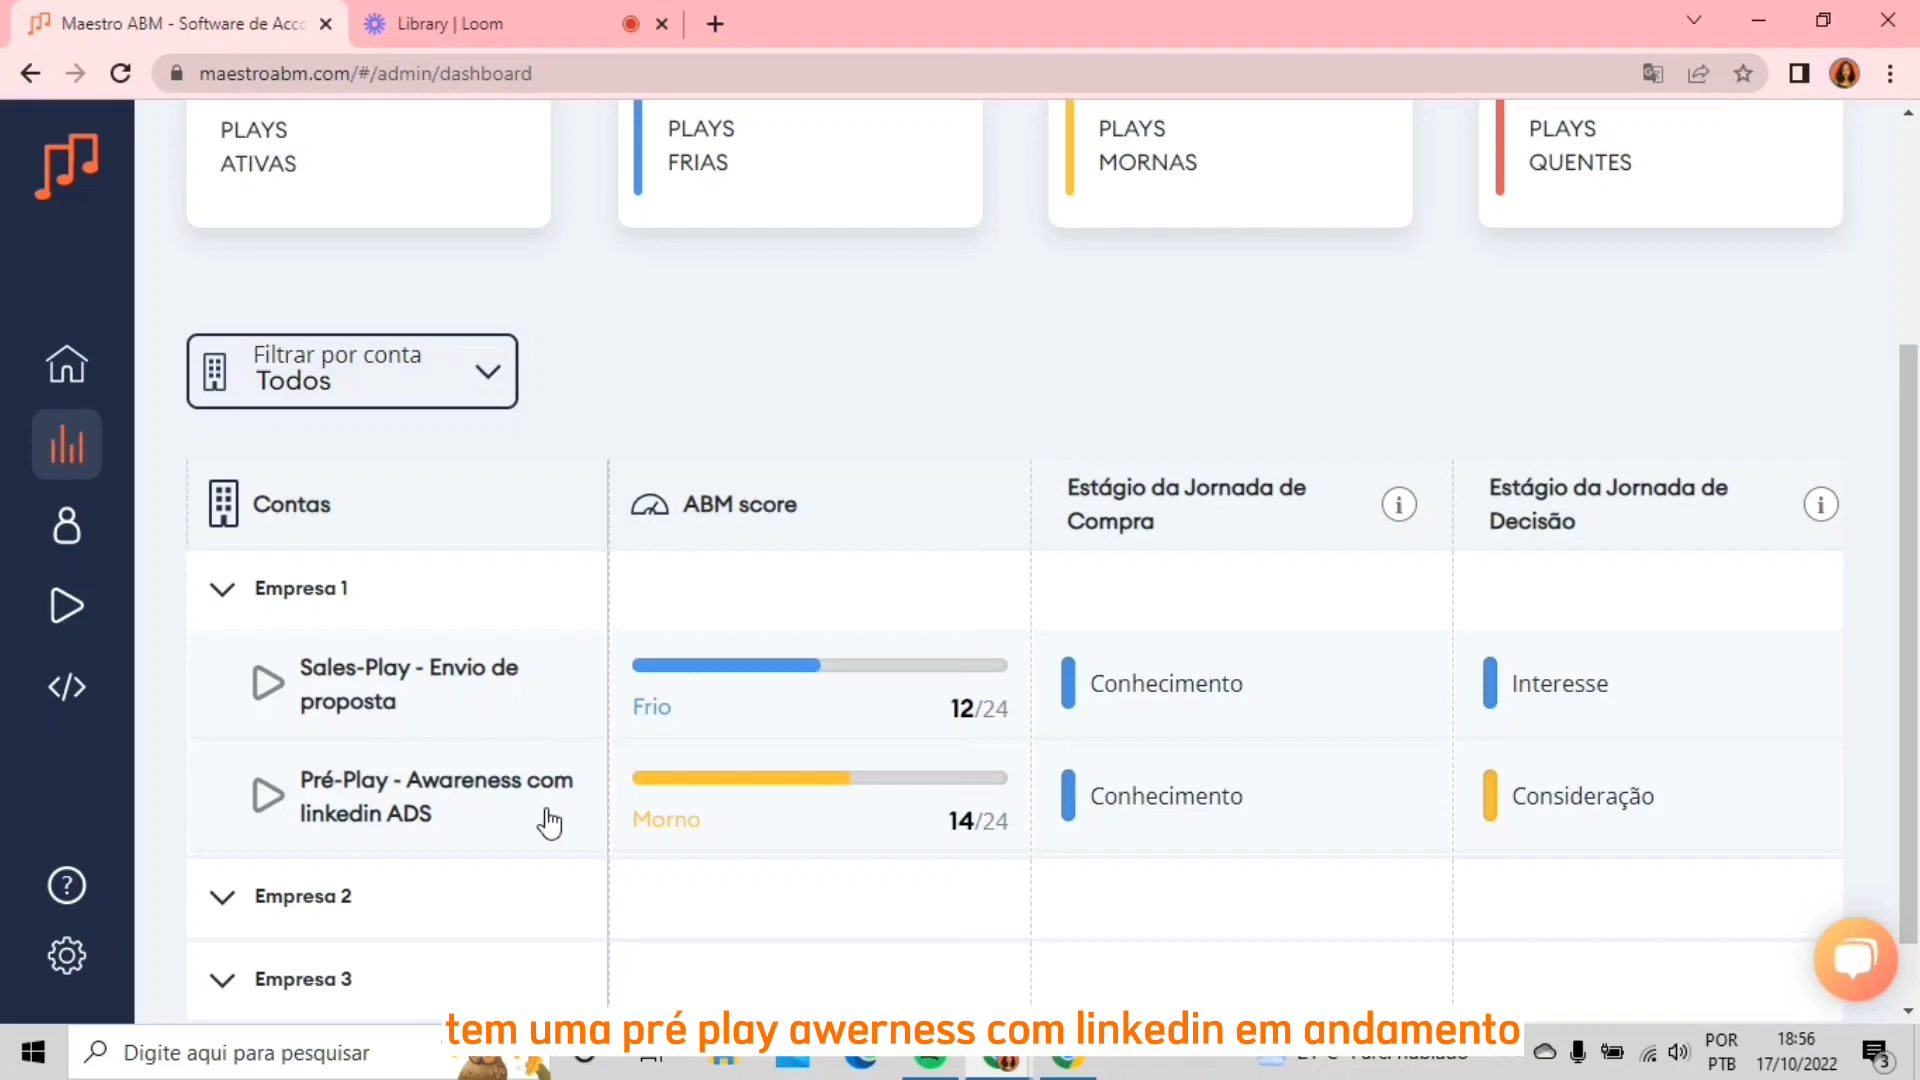 Maestro ABM - Software de Acco
Library | Loom
maestroabm.com/#/admin/dashboard
PLAYS
ATIVAS
PLAYS
FRIAS
PLAYS
MORNAS
PLAYS
QUENTES
Filtrar por conta
Todos
Contas
ABM score
Estágio da Jornada de
Compra
Estágio da Jornada de
Decisão
Empresa 1
Sales-Play - Envio de
proposta
Frio
12/24
Conhecimento
Interesse
Pré-Play - Awareness com
linkedin ADS
Morno
14/24
Conhecimento
Consideração
Empresa 2
Empresa 3
tem uma pré play awerness com linkedin em andamento
Digite aqui para pesquisar
POR
PTB
18:56
17/10/2022
3